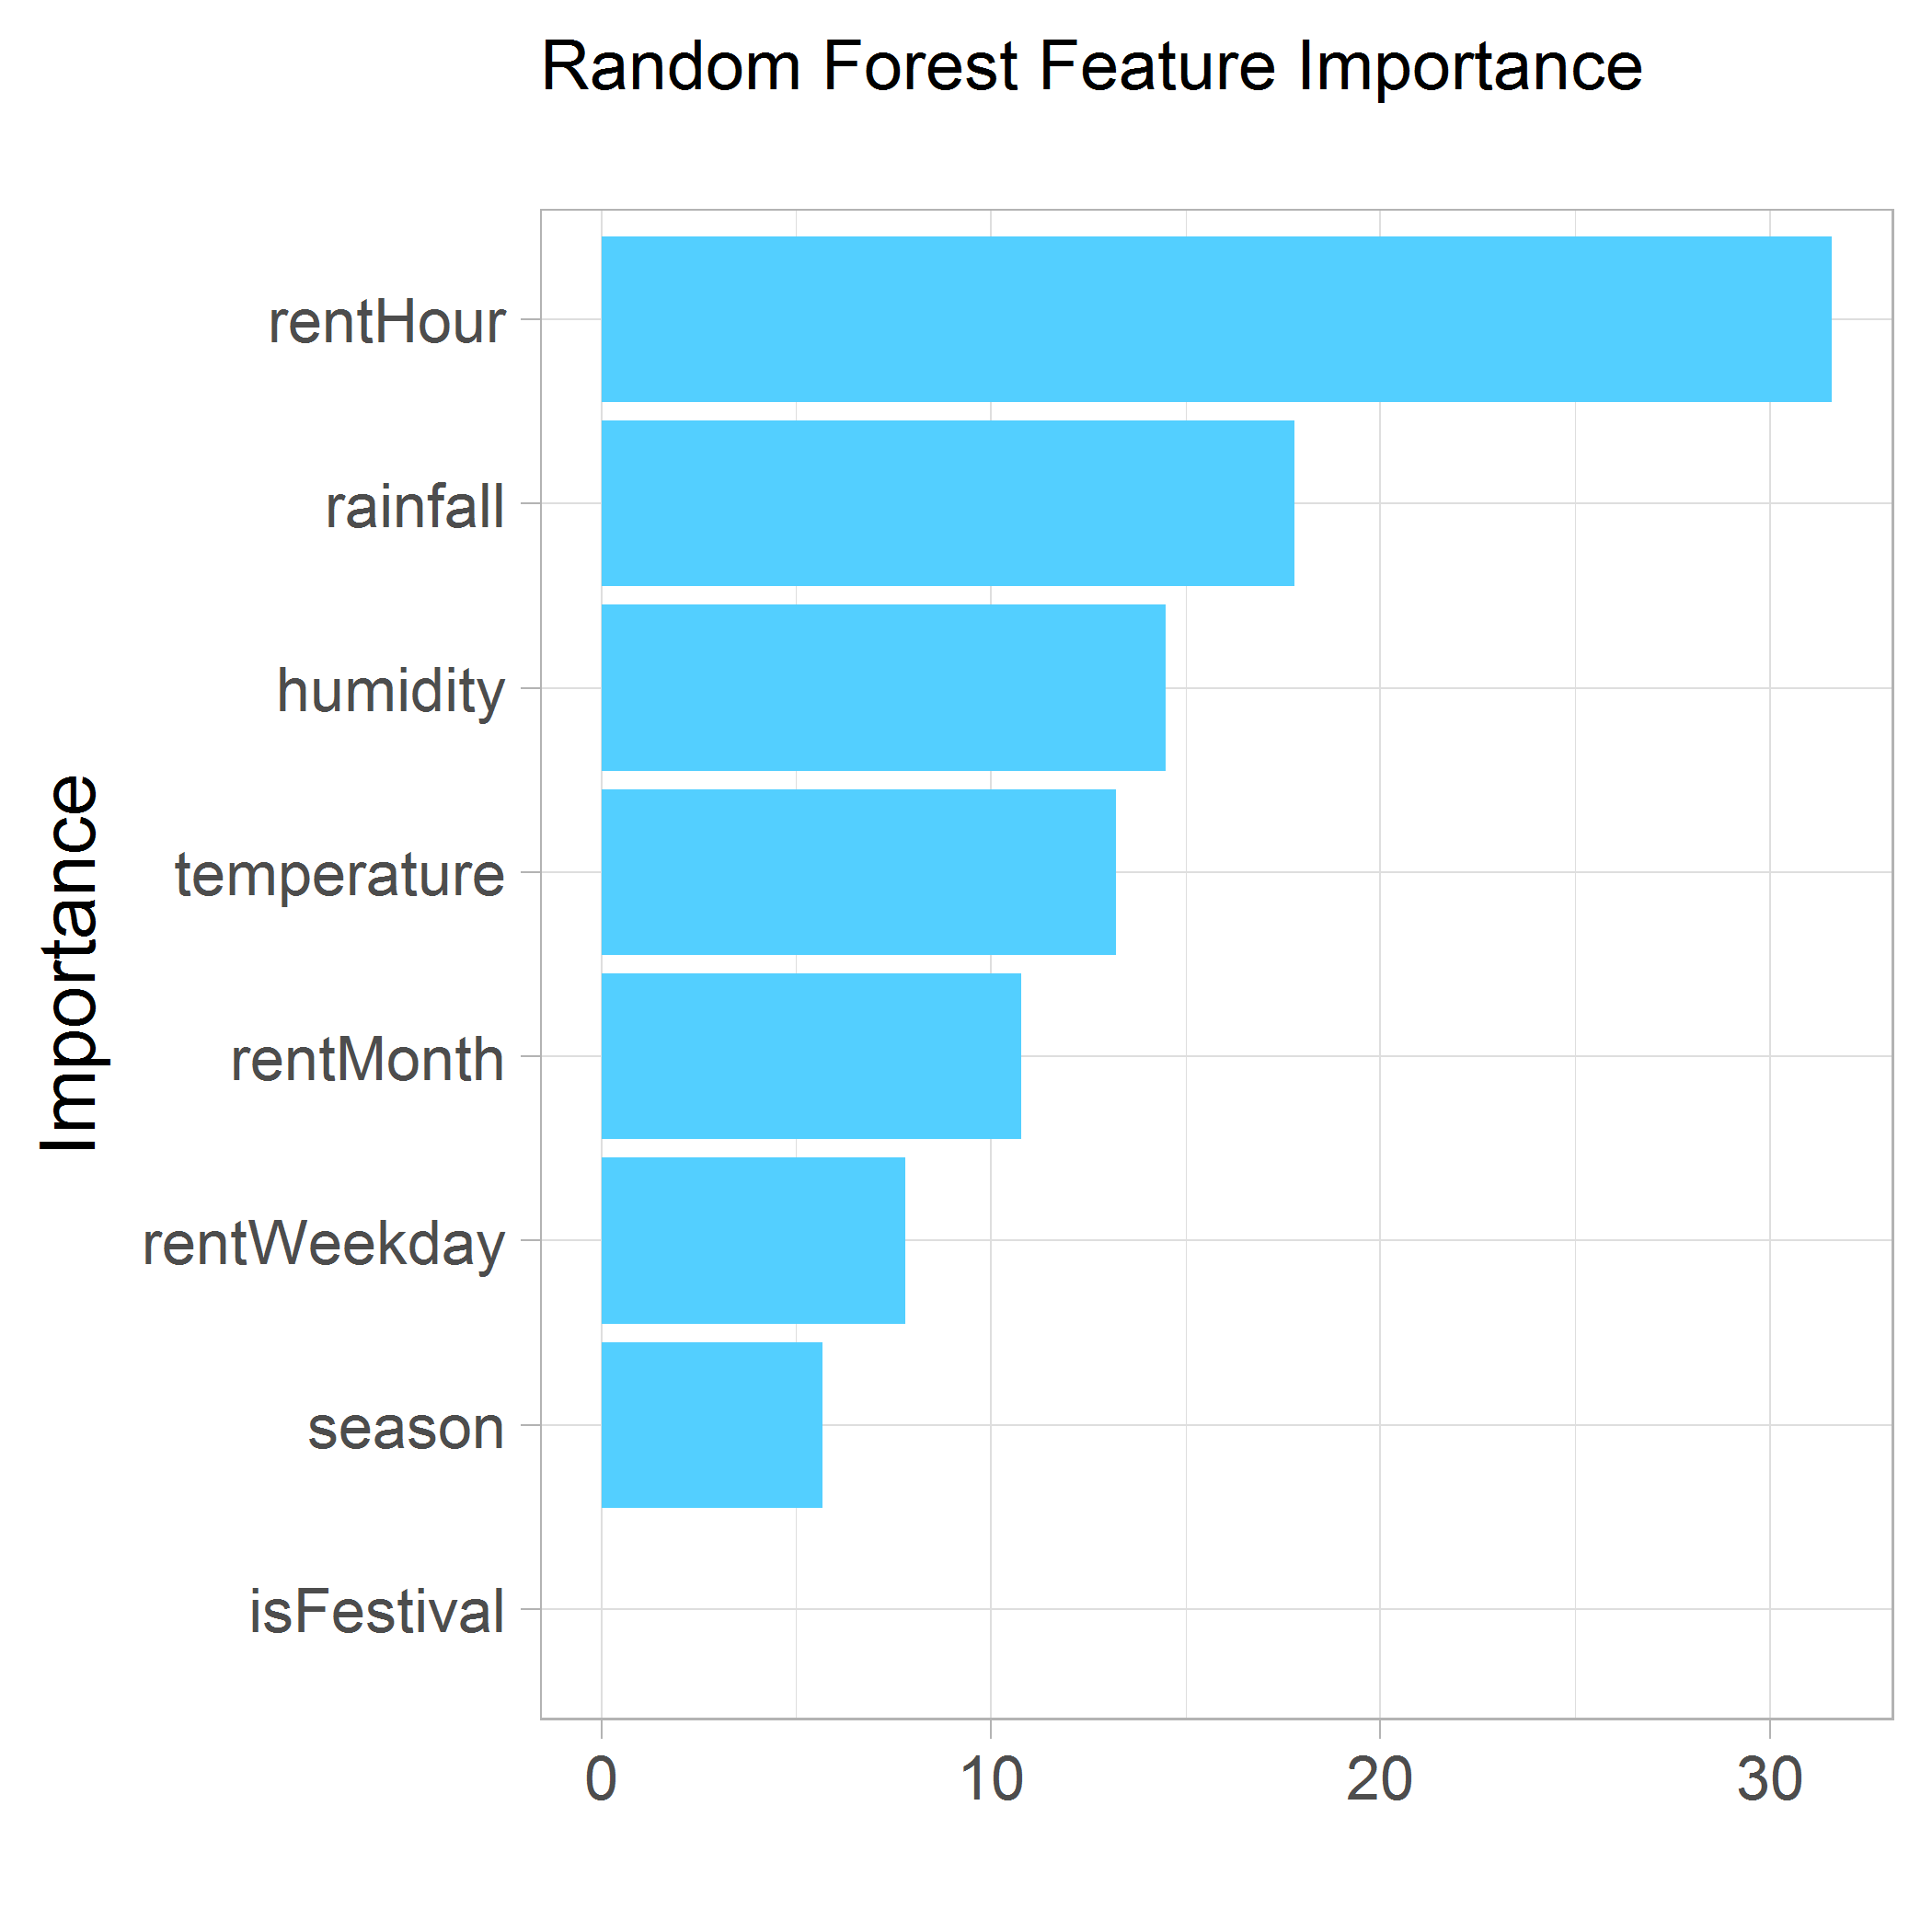 Random Forest Feature Importance
Importance
rentHour
rainfall
humidity
temperature
rentMonth
rentWeekday
season
isFestival
0 10 20 30